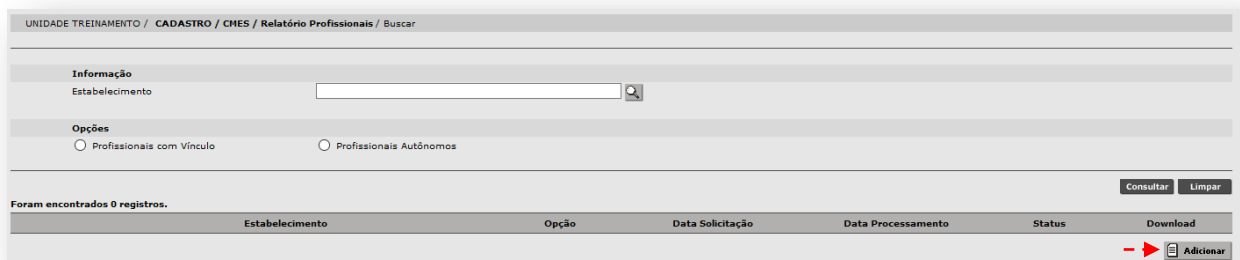 UNIDADE TREINAMENTO / CADASTRO / CMES / Relatório Profissionais / Buscar
Informação
Estabelecimento
Opções
Profissionais com Vínculo Profissionais Autônomos
Consultar Limpar
Foram encontrados 0 registros.
Estabelecimento Opção Data Solicitação Data Processamento Status Download
Adicionar